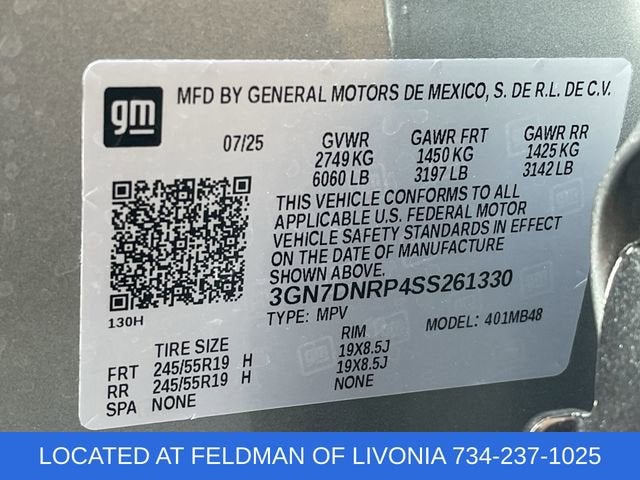 gm
MFD BY GENERAL MOTORS DE MEXICO, S. DE R.L. DE C.V.
07/25 GVWR GAWR FRT GAWR RR
2749 KG 1450 KG 1425 KG
6060 LB 3197 LB 3142 LB
THIS VEHICLE CONFORMS TO ALL
APPLICABLE U.S. FEDERAL MOTOR
VEHICLE SAFETY STANDARDS IN EFFECT
ON THE DATE OF MANUFACTURE
SHOWN ABOVE.
3GN7DNRP4SS261330
130H TYPE: MPV MODEL: 401MB48
TIRE SIZE RIM
FRT 245/55R19 H 19X8.5J
RR 245/55R19 H 19X8.5J
SPA NONE NONE
LOCATED AT FELDMAN OF LIVONIA 734-237-1025